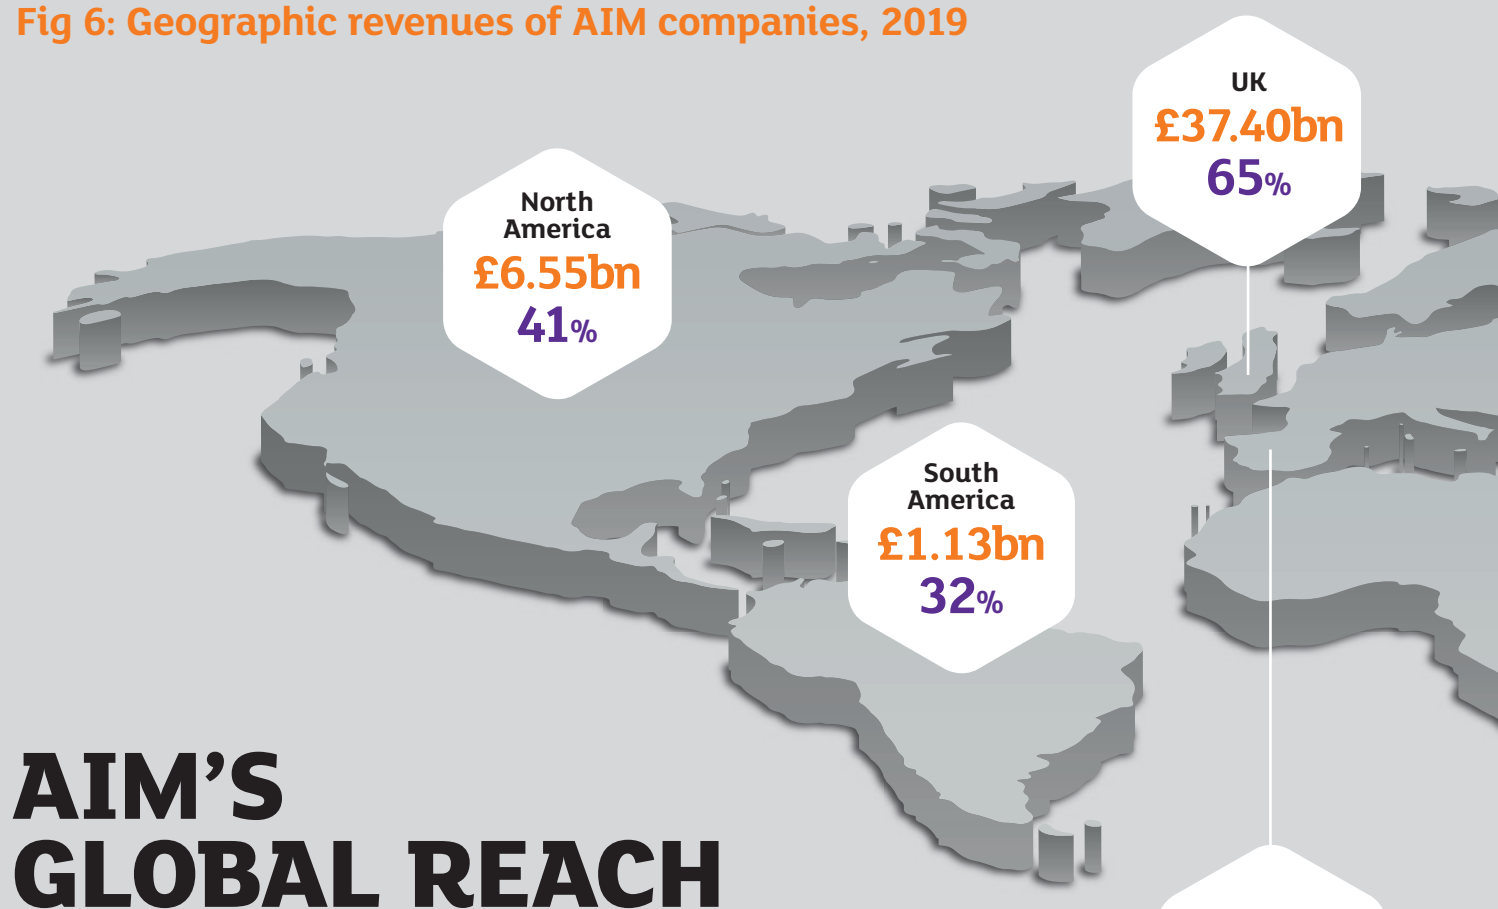 Fig 6: Geographic revenues of AIM companies, 2019
UK
£37.40bn
65%
North
America
£6.55bn
41%
South
America
£1.13bn
32%
AIM’S
GLOBAL REACH